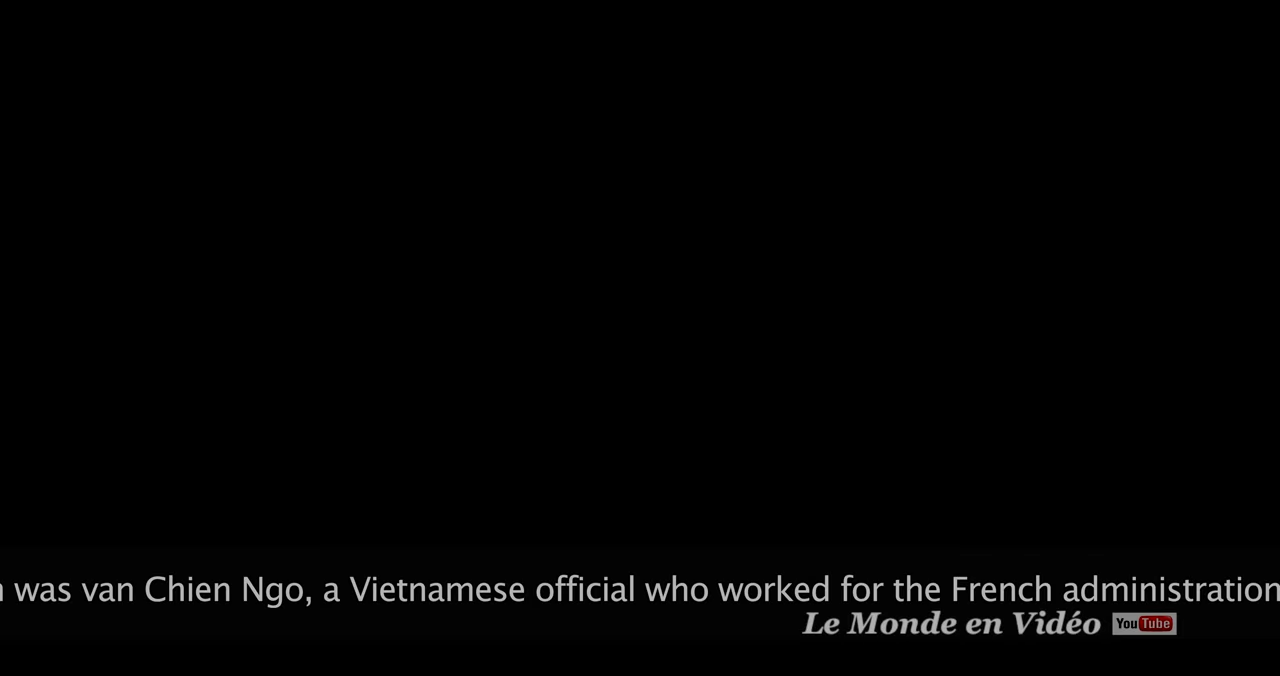 was van Chien Ngo, a Vietnamese official who worked for the French administration
Le Monde en Vidéo YouTube